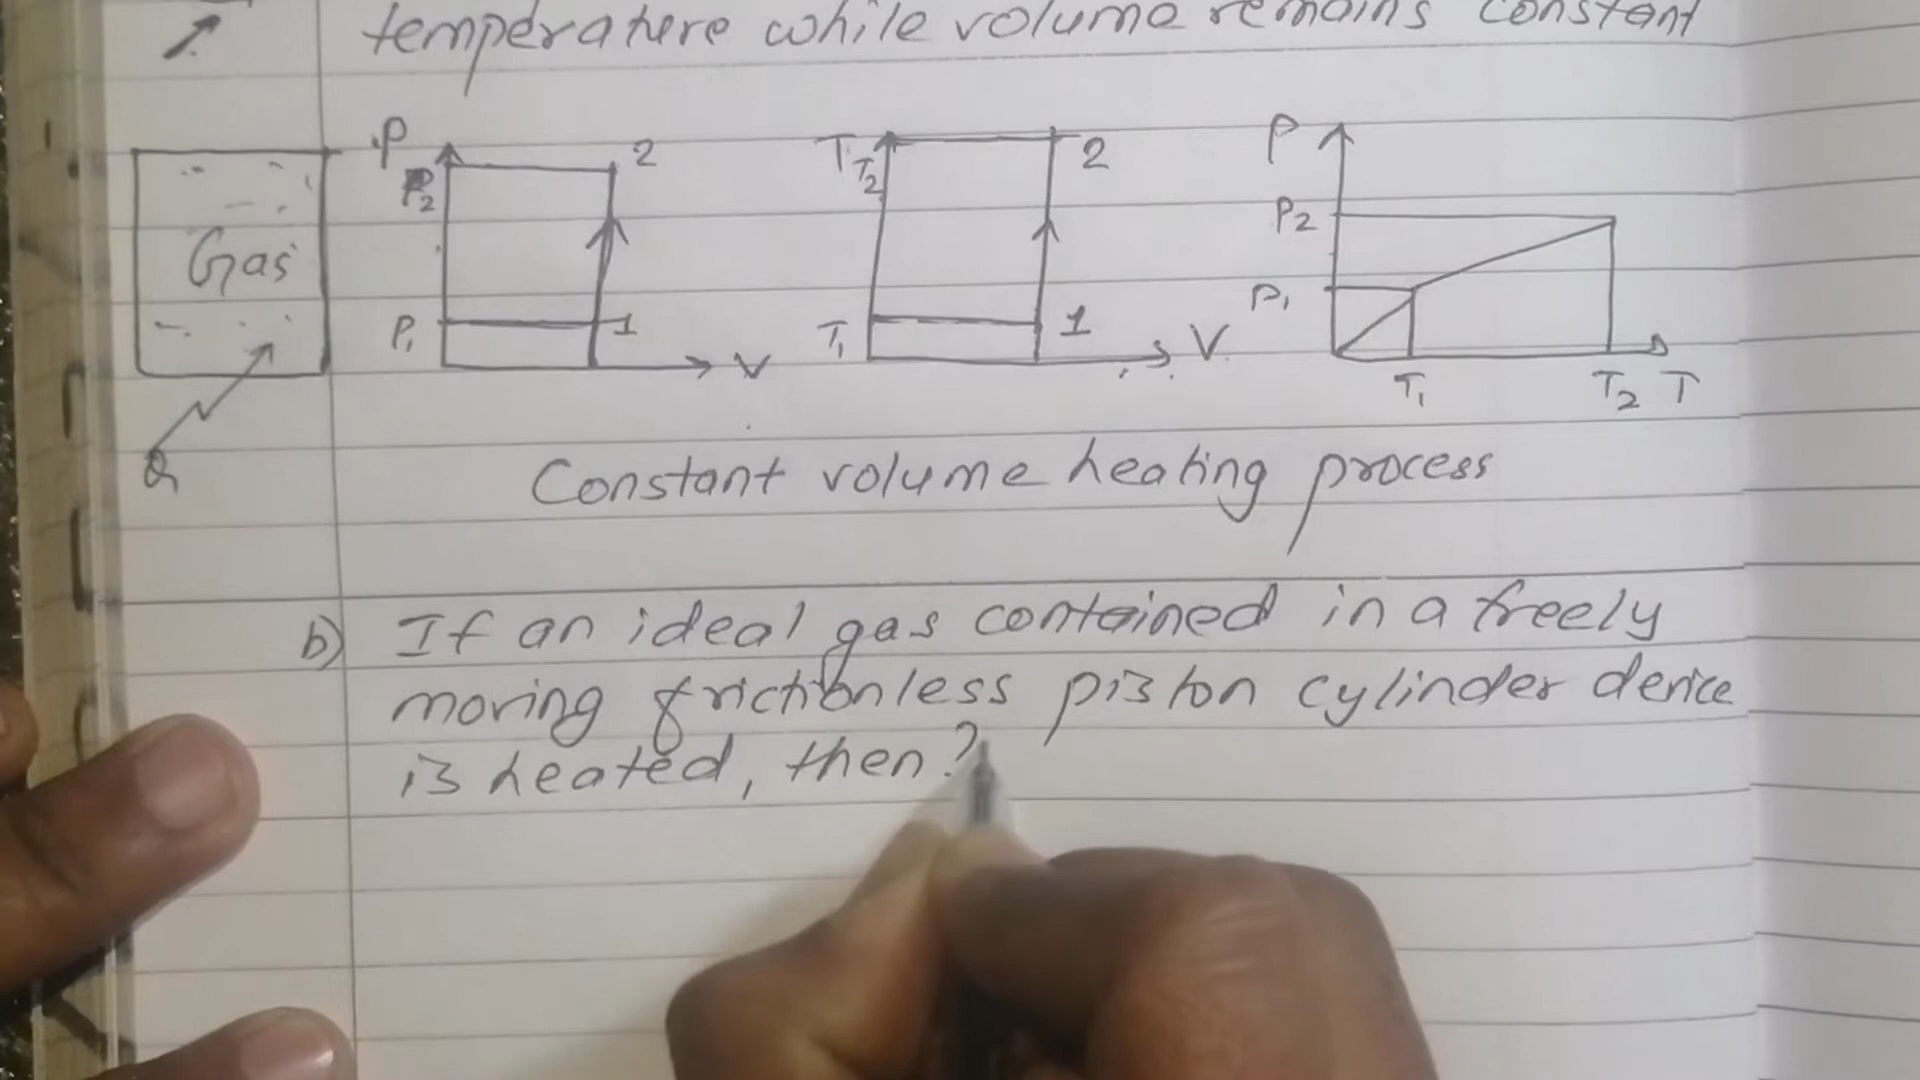 temperature while volume remains constant
P
P2
2
P1
1
V
Gas
Q
T
T2
2
T1
1
V
P
P2
P1
T1
T2
T
Constant volume heating process
b) If an ideal gas contained in a freely
moving frictionless piston cylinder device
is heated, then?